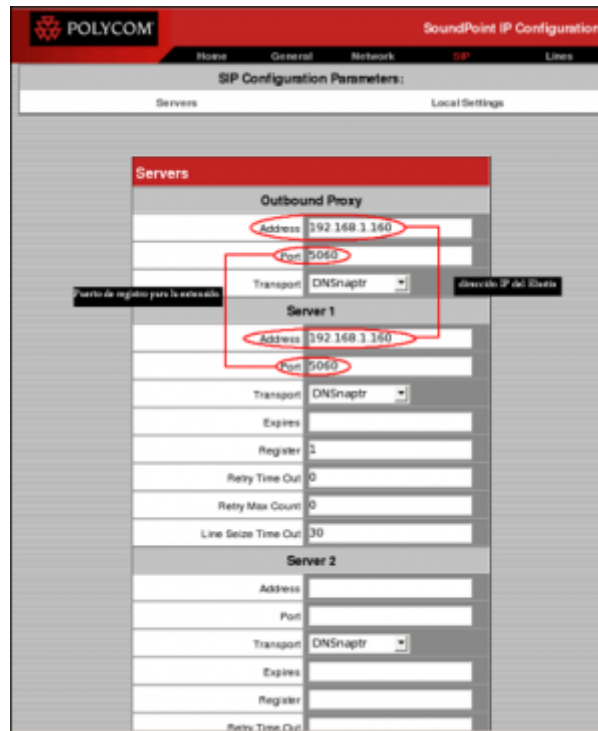 POLYCOM
SoundPoint IP Configuration
Home General Network SIP Lines
SIP Configuration Parameters:
Servers Local Settings
Servers
Outbound Proxy
Address 192.168.1.160
Port 5060
Transport DNSnaptr
Puerto de registro para la extensión
dirección IP del Elastix
Server 1
Address 192.168.1.160
Port 5060
Transport DNSnaptr
Expires
Register 1
Retry Time Out 0
Retry Max Count 0
Line Seize Time Out 30
Server 2
Address
Port
Transport DNSnaptr
Expires
Register
Retry Time Out